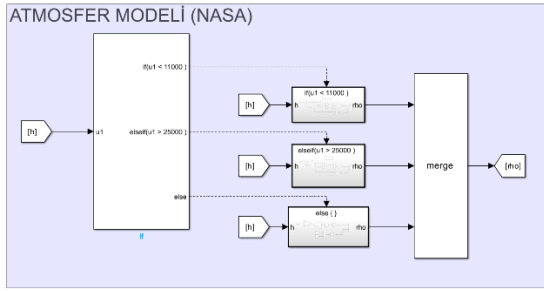 ATMOSFER MODELİ (NASA)
if(u1 < 11000 )
if(u1 < 11000 )
[h]
h
rho
[h]
u1
elseif(u1 > 25000 )
elseif(u1 > 25000 )
[h]
h
rho
merge
[rho]
else
else { }
[h]
h
rho
If